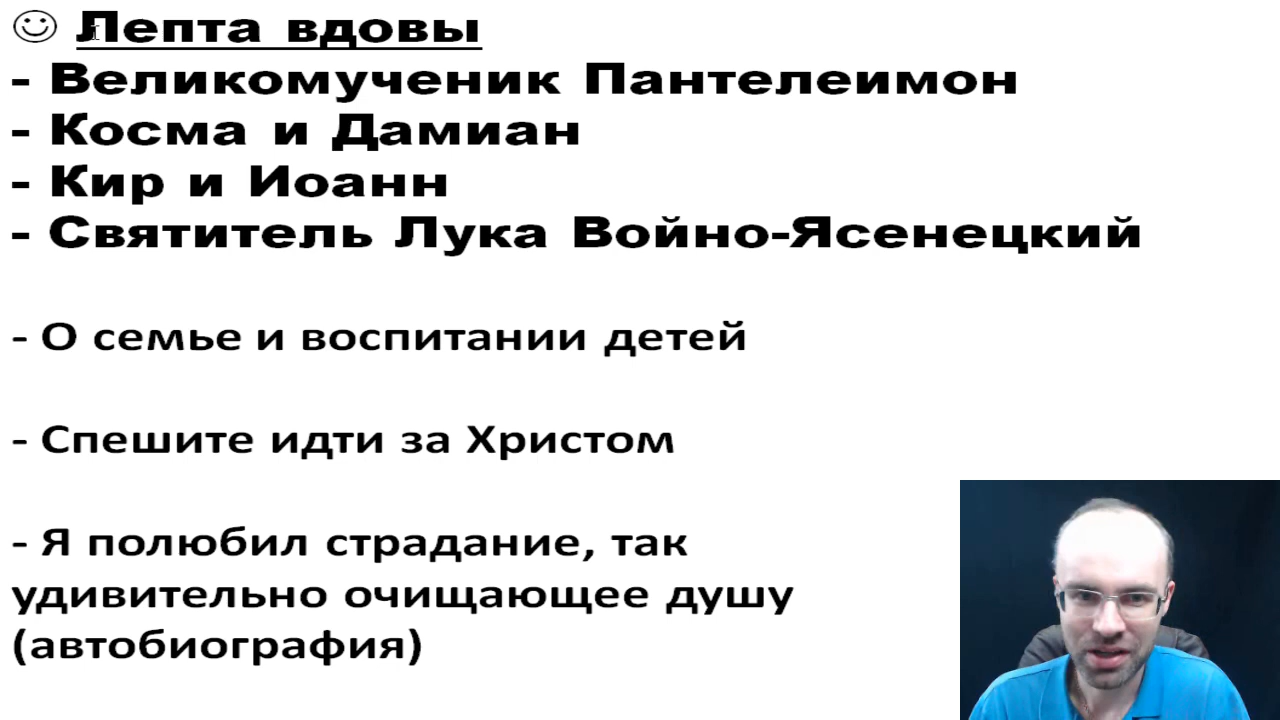 Лепта вдовы
- Великомученик Пантелеимон
- Косма и Дамиан
- Кир и Иоанн
- Святитель Лука Войно-Ясенецкий
- О семье и воспитании детей
- Спешите идти за Христом
- Я полюбил страдание, так
удивительно очищающее душу
(автобиография)